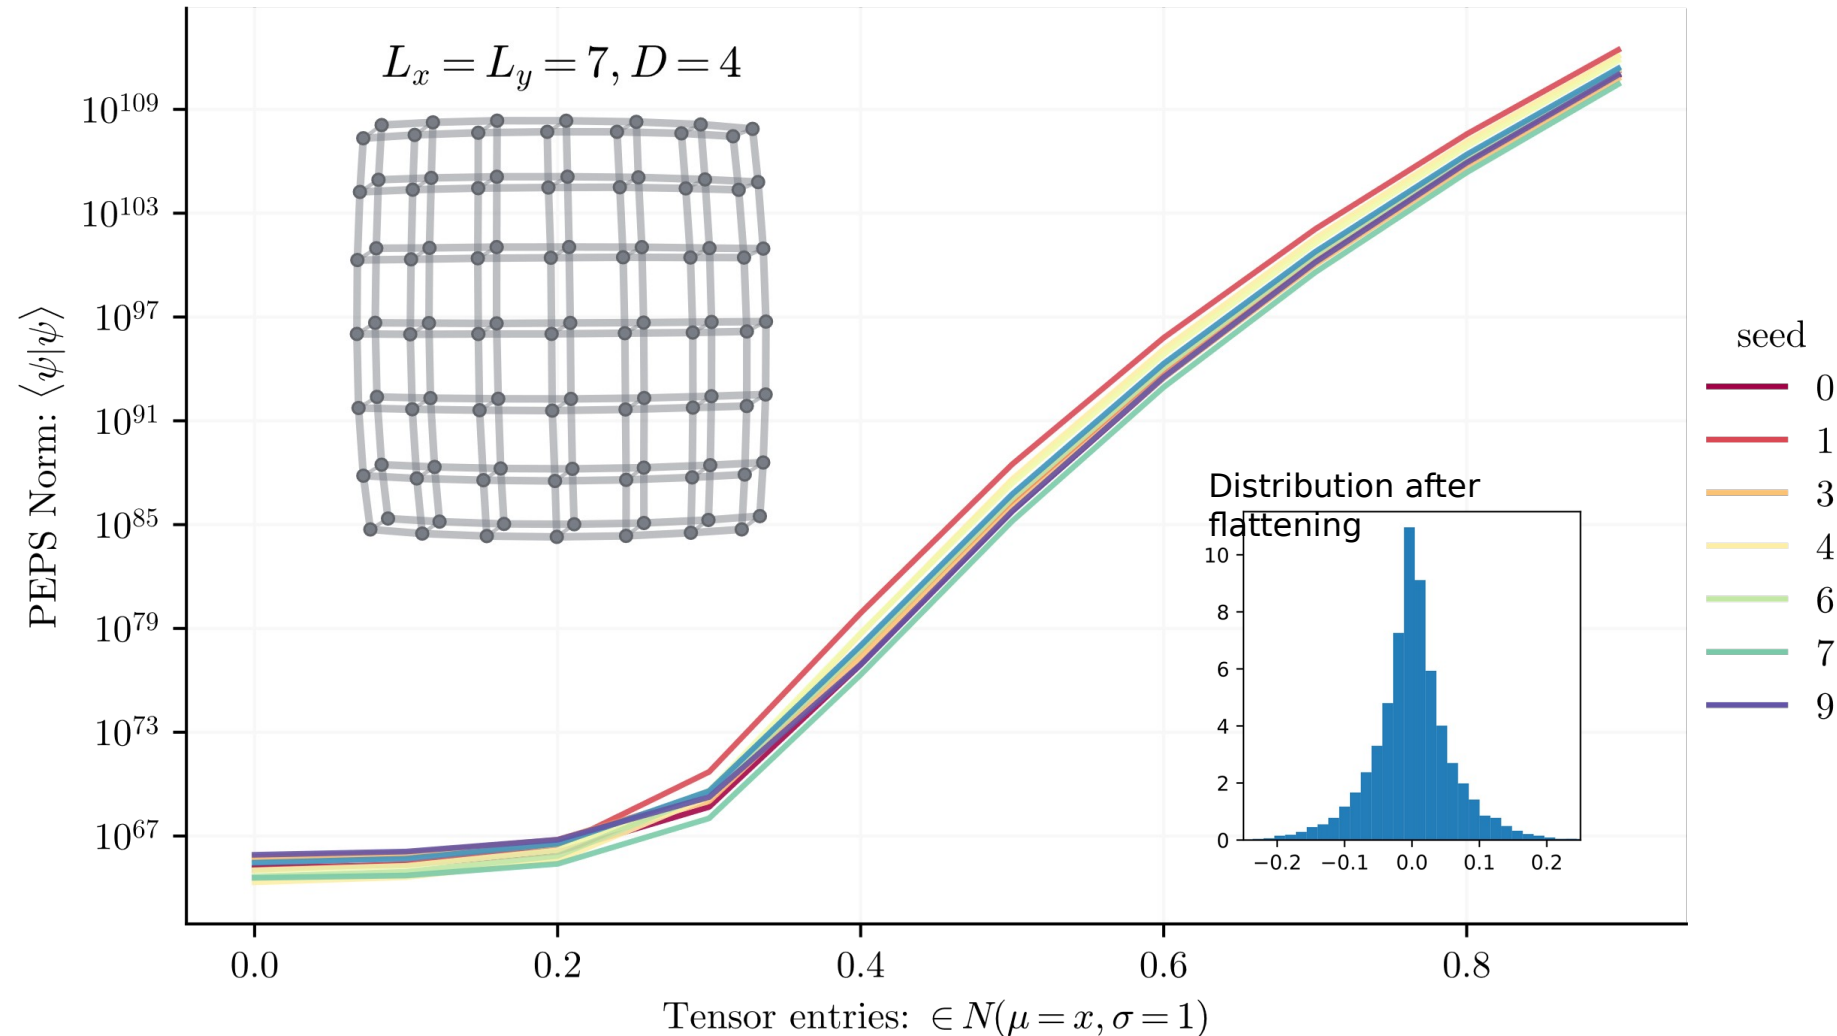 L_x = L_y = 7, D = 4
10^109
10^103
10^97
10^91
10^85
10^79
10^73
10^67
PEPS Norm: ⟨ψ|ψ⟩
0.0 0.2 0.4 0.6 0.8
Tensor entries: ∈ N(μ = x, σ = 1)
Distribution after
flattening
10
8
6
4
2
0
−0.2 −0.1 0.0 0.1 0.2
seed
0
1
3
4
6
7
9